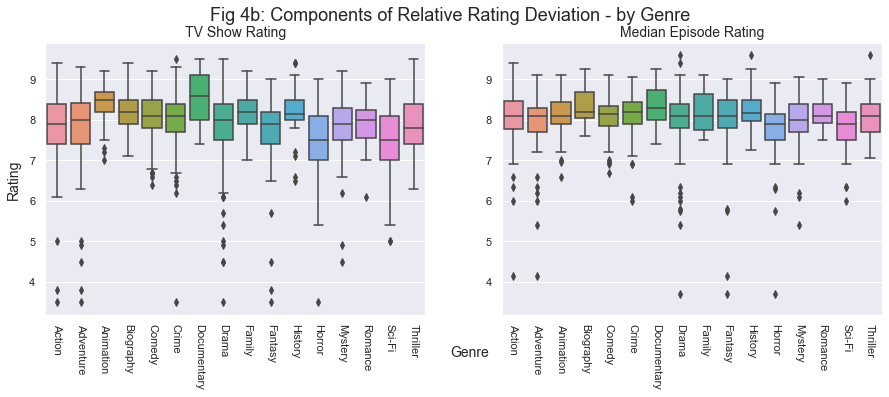 Fig 4b: Components of Relative Rating Deviation - by Genre
TV Show Rating
Median Episode Rating
Rating
9
8
7
6
5
4
9
8
7
6
5
4
Action
Adventure
Animation
Biography
Comedy
Crime
Documentary
Drama
Family
Fantasy
History
Horror
Mystery
Romance
Sci-Fi
Thriller
Action
Adventure
Animation
Biography
Comedy
Crime
Documentary
Drama
Family
Fantasy
History
Horror
Mystery
Romance
Sci-Fi
Thriller
Genre